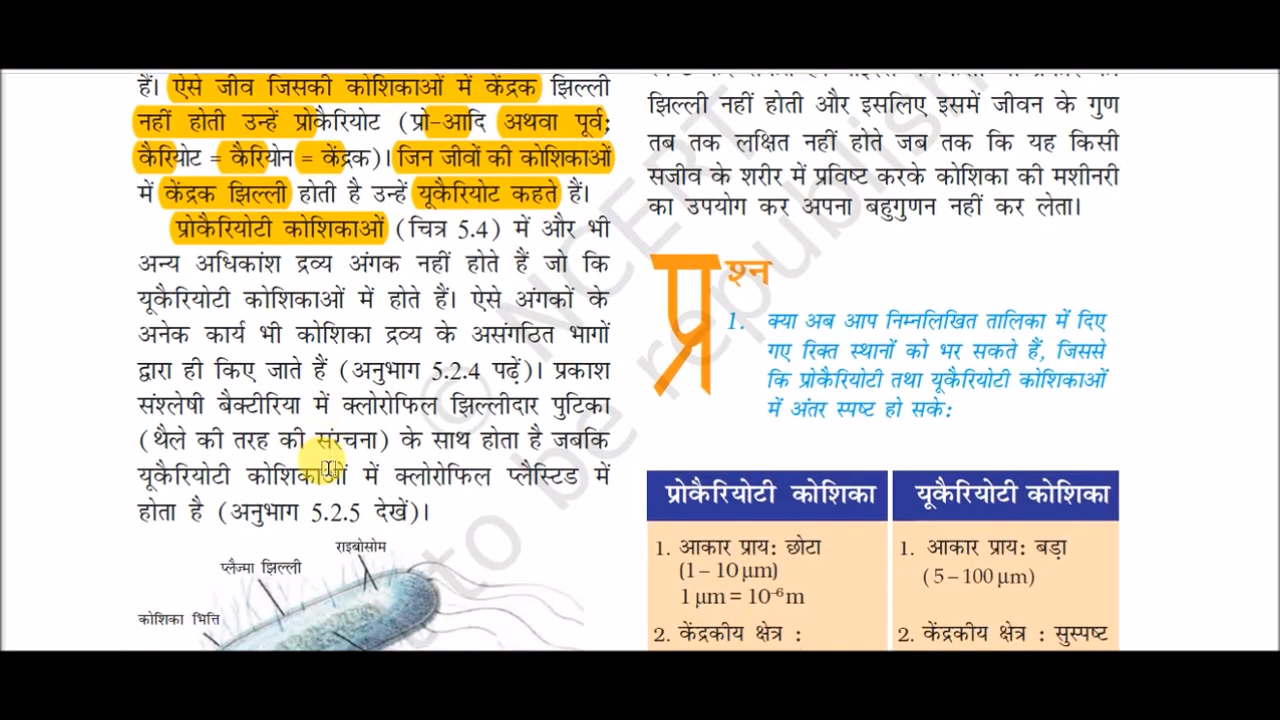 हैं। ऐसे जीव जिसकी कोशिकाओं में केंद्रक झिल्ली
नहीं होती उन्हें प्रोकैरियोट (प्रो-आदि अथवा पूर्व;
कैरियोट = कैरियोन = केंद्रक)। जिन जीवों की कोशिकाओं
में केंद्रक झिल्ली होती है उन्हें यूकैरियोट कहते हैं।
प्रोकैरियोटी कोशिकाओं (चित्र 5.4) में और भी
अन्य अधिकांश द्रव्य अंगक नहीं होते हैं जो कि
यूकैरियोटी कोशिकाओं में होते हैं। ऐसे अंगकों के
अनेक कार्य भी कोशिका द्रव्य के असंगठित भागों
द्वारा ही किए जाते हैं (अनुभाग 5.2.4 पढ़ें)। प्रकाश
संश्लेषी बैक्टीरिया में क्लोरोफिल झिल्लीदार पुटिका
(थैले की तरह की संरचना) के साथ होता है जबकि
यूकैरियोटी कोशिकाओं में क्लोरोफिल प्लैस्टिड में
होता है (अनुभाग 5.2.5 देखें)।
राइबोसोम
प्लैज्मा झिल्ली
कोशिका भित्ति
झिल्ली नहीं होती और इसलिए इसमें जीवन के गुण
तब तक लक्षित नहीं होते जब तक कि यह किसी
सजीव के शरीर में प्रविष्ट करके कोशिका की मशीनरी
का उपयोग कर अपना बहुगुणन नहीं कर लेता।
प्रश्न
1. क्या अब आप निम्नलिखित तालिका में दिए
गए रिक्त स्थानों को भर सकते हैं, जिससे
कि प्रोकैरियोटी तथा यूकैरियोटी कोशिकाओं
में अंतर स्पष्ट हो सके:
प्रोकैरियोटी कोशिका
1. आकार प्राय: छोटा
(1 – 10 µm)
1 µm = 10⁻⁶ m
2. केंद्रकीय क्षेत्र :
यूकैरियोटी कोशिका
1. आकार प्राय: बड़ा
( 5 – 100 µm)
2. केंद्रकीय क्षेत्र : सुस्पष्ट
© NCERT
to be republish